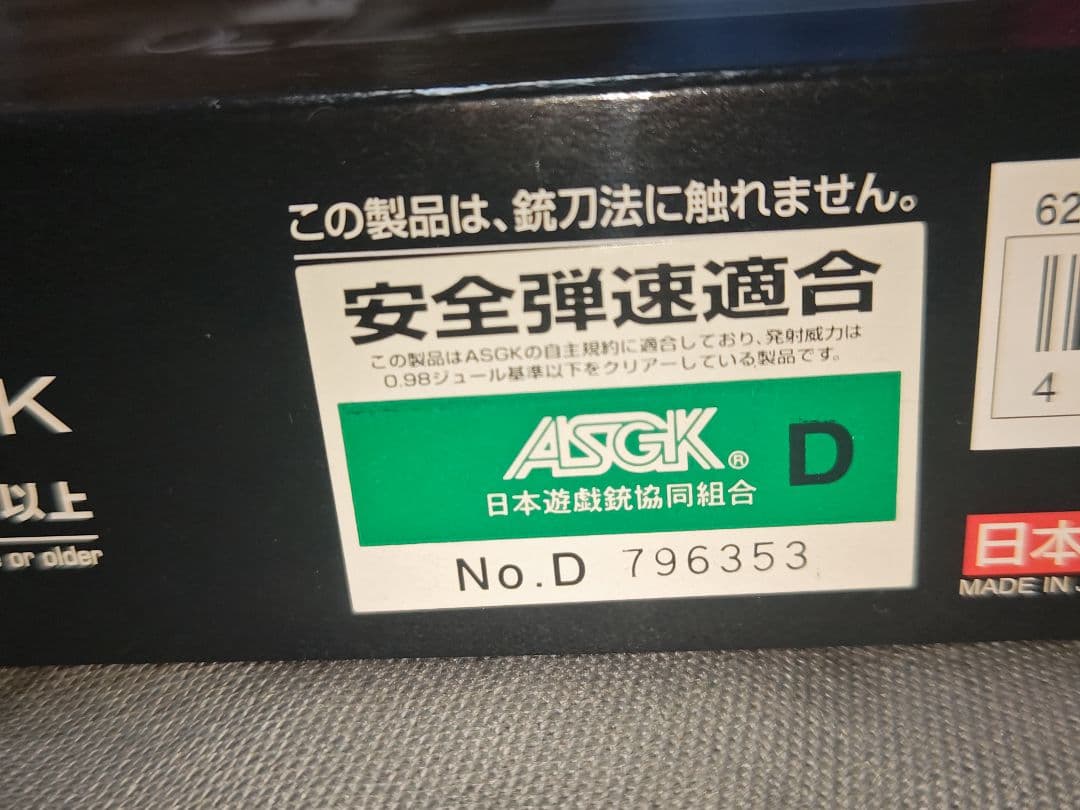 この製品は、銃刀法に触れません。
安全弾速適合
この製品はASGKの自主規約に適合しており、発射威力は
0.98ジュール基準以下をクリアーしている製品です。
ASGK® D
日本遊戯銃協同組合
No.D 796353
K
以上
or older
62
4
日本
MADE IN